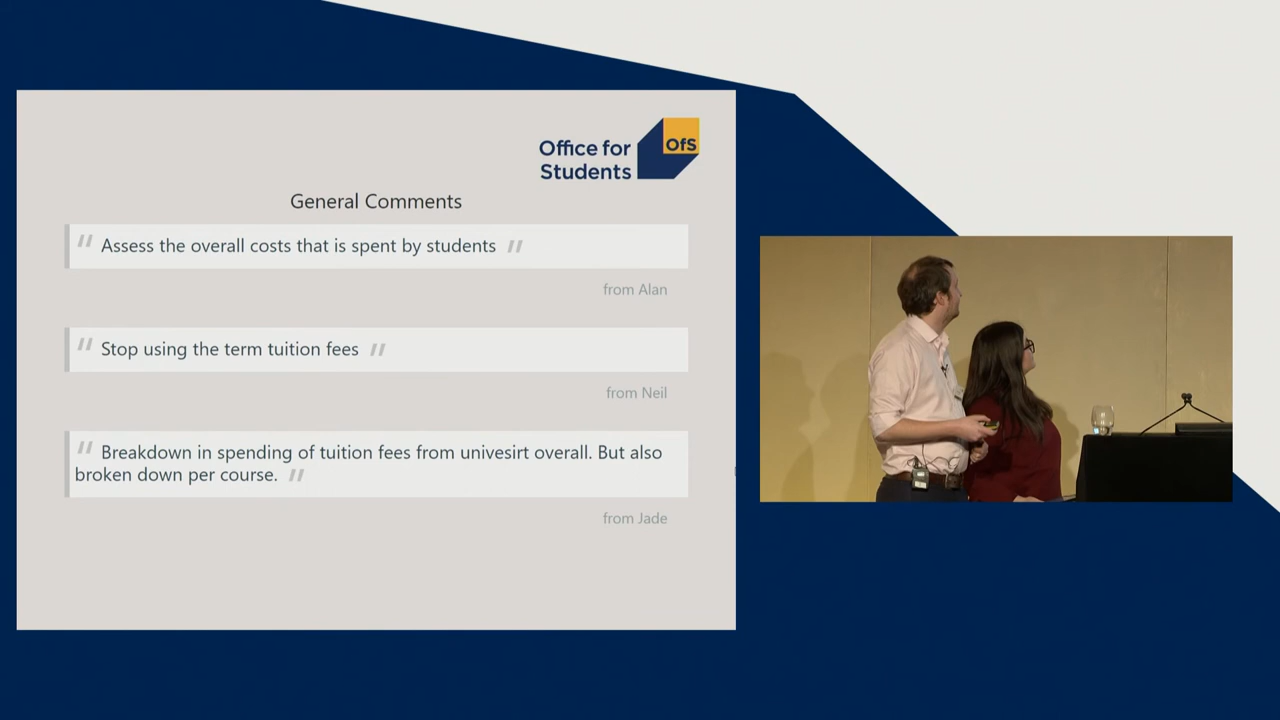 Office for
Students
OfS
General Comments
" Assess the overall costs that is spent by students "
from Alan
" Stop using the term tuition fees "
from Neil
" Breakdown in spending of tuition fees from univesirt overall. But also
broken down per course. "
from Jade